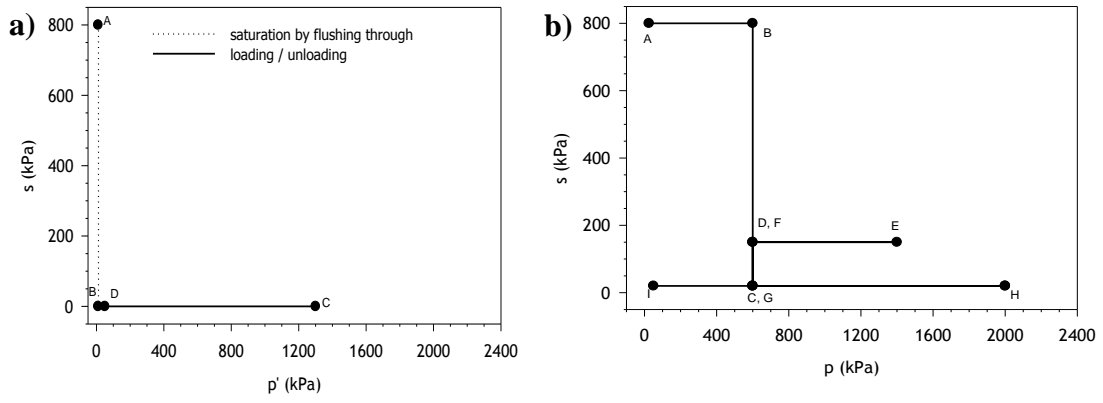 a)
saturation by flushing through
loading / unloading
800
600
400
200
0
s (kPa)
A
B
D
C
0
400
800
1200
1600
2000
2400
p' (kPa)
b)
800
600
400
200
0
s (kPa)
A
B
D, F
E
I
C, G
H
0
400
800
1200
1600
2000
2400
p (kPa)